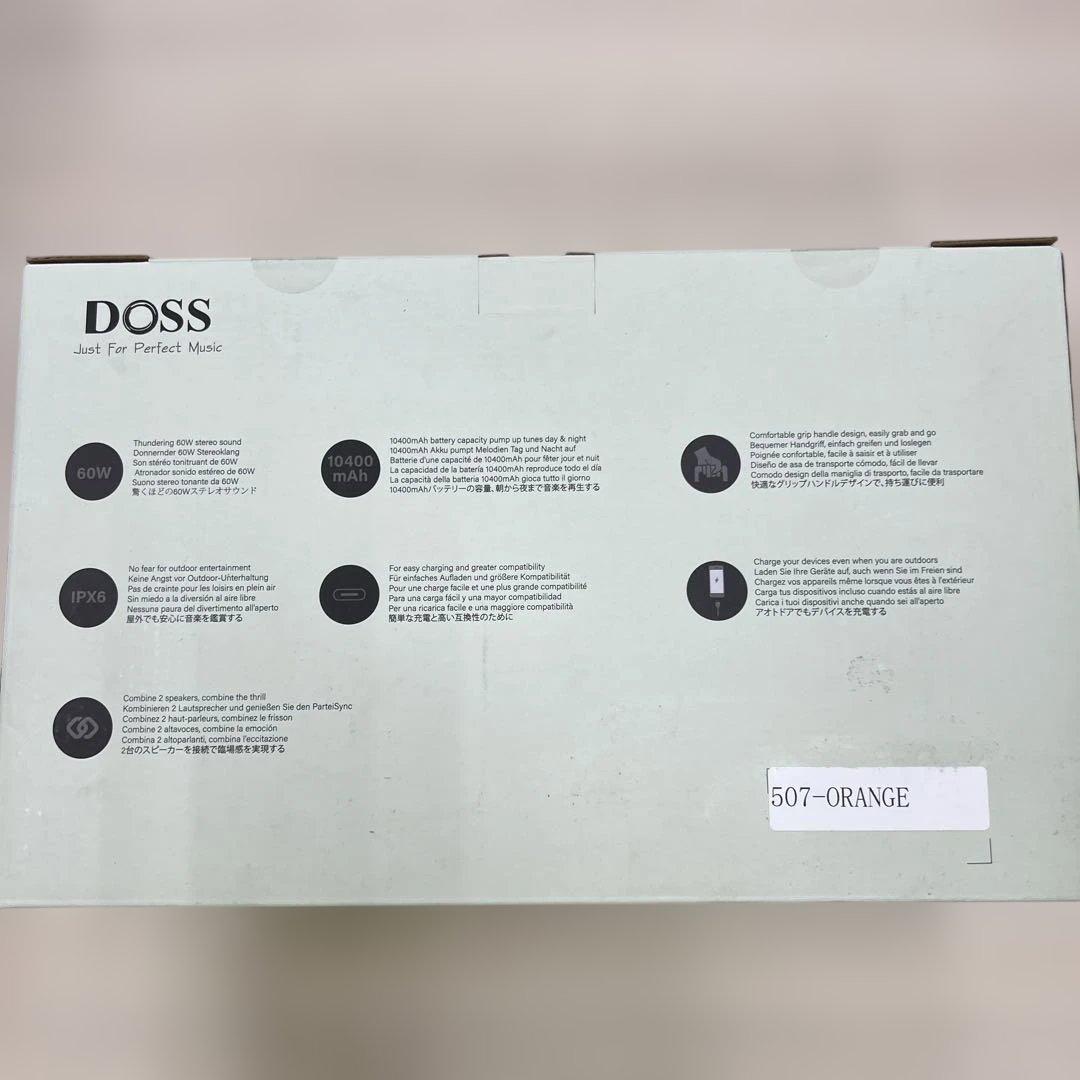 DOSS
Just For Perfect Music
60W
Thundering 60W stereo sound
Donnernder 60W Stereoklang
Son stéréo tonitruant de 60W
Atronador sonido estéreo de 60W
Suono stereo tonante da 60W
驚くほどの60Wステレオサウンド
10400
mAh
10400mAh battery capacity pump up tunes day & night
10400mAh Akku pumpt Melodien Tag und Nacht auf
Batterie d'une capacité de 10400mAh pour fêter jour et nuit
La capacidad de la batería 10400mAh reproduce todo el día
La capacità della batteria 10400mAh gioca tutto il giorno
10400mAhバッテリーの容量、朝から夜まで音楽を再生する
Comfortable grip handle design, easily grab and go
Bequemer Handgriff, einfach greifen und loslegen
Poignée confortable, facile à saisir et à utiliser
Diseño de asa de transporte cómodo, fácil de llevar
Comodo design della maniglia di trasporto, facile da trasportare
快適なグリップハンドルデザインで、持ち運びに便利
IPX6
No fear for outdoor entertainment
Keine Angst vor Outdoor-Unterhaltung
Pas de crainte pour les loisirs en plein air
Sin miedo a la diversión al aire libre
Nessuna paura del divertimento all'aperto
屋外でも安心に音楽を鑑賞する
For easy charging and greater compatibility
Für einfaches Aufladen und größere Kompatibilität
Pour une charge facile et une plus grande compatibilité
Para una carga fácil y una mayor compatibilidad
Per una ricarica facile e una maggiore compatibilità
簡単な充電と高い互換性のために
Charge your devices even when you are outdoors
Laden Sie Ihre Geräte auf, auch wenn Sie im Freien sind
Chargez vos appareils même lorsque vous êtes à l'extérieur
Carga tus dispositivos incluso cuando estás al aire libre
Carica i tuoi dispositivi anche quando sei all'aperto
アオトドアでもデバイスを充電する
Combine 2 speakers, combine the thrill
Kombinieren 2 Lautsprecher und genießen Sie den ParteiSync
Combinez 2 haut-parleurs, combinez le frisson
Combine 2 altavoces, combine la emoción
Combina 2 altoparlanti, combina l'eccitazione
2台のスピーカーを接続で臨場感を実現する
507-ORANGE